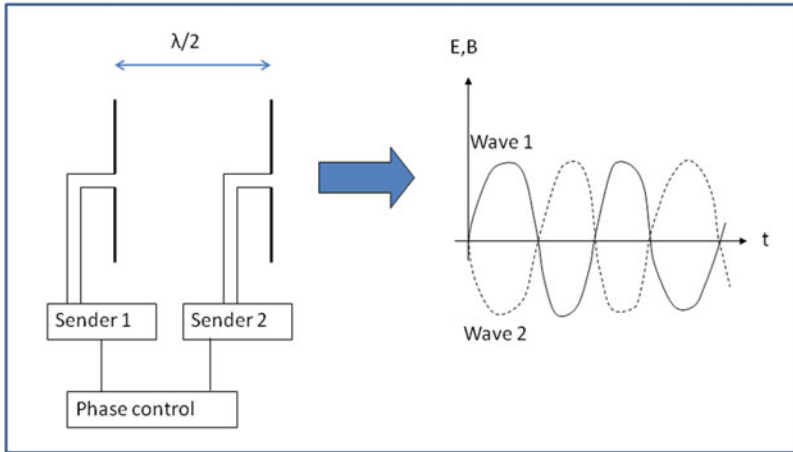 λ/2
Sender 1
Sender 2
Phase control
E,B
Wave 1
t
Wave 2